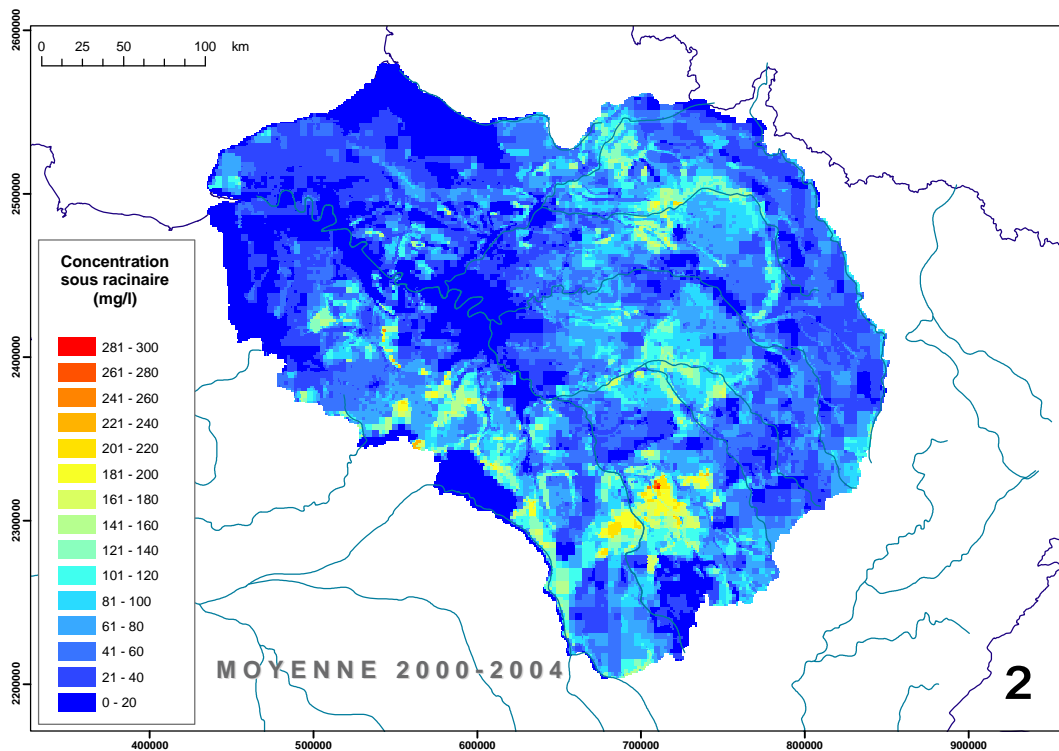 0 25 50 100 km
2600000
2500000
2400000
2300000
2200000
Concentration
sous racinaire
(mg/l)
281 - 300
261 - 280
241 - 260
221 - 240
201 - 220
181 - 200
161 - 180
141 - 160
121 - 140
101 - 120
81 - 100
61 - 80
41 - 60
21 - 40
0 - 20
MOYENNE 2000-2004
2
400000 500000 600000 700000 800000 900000